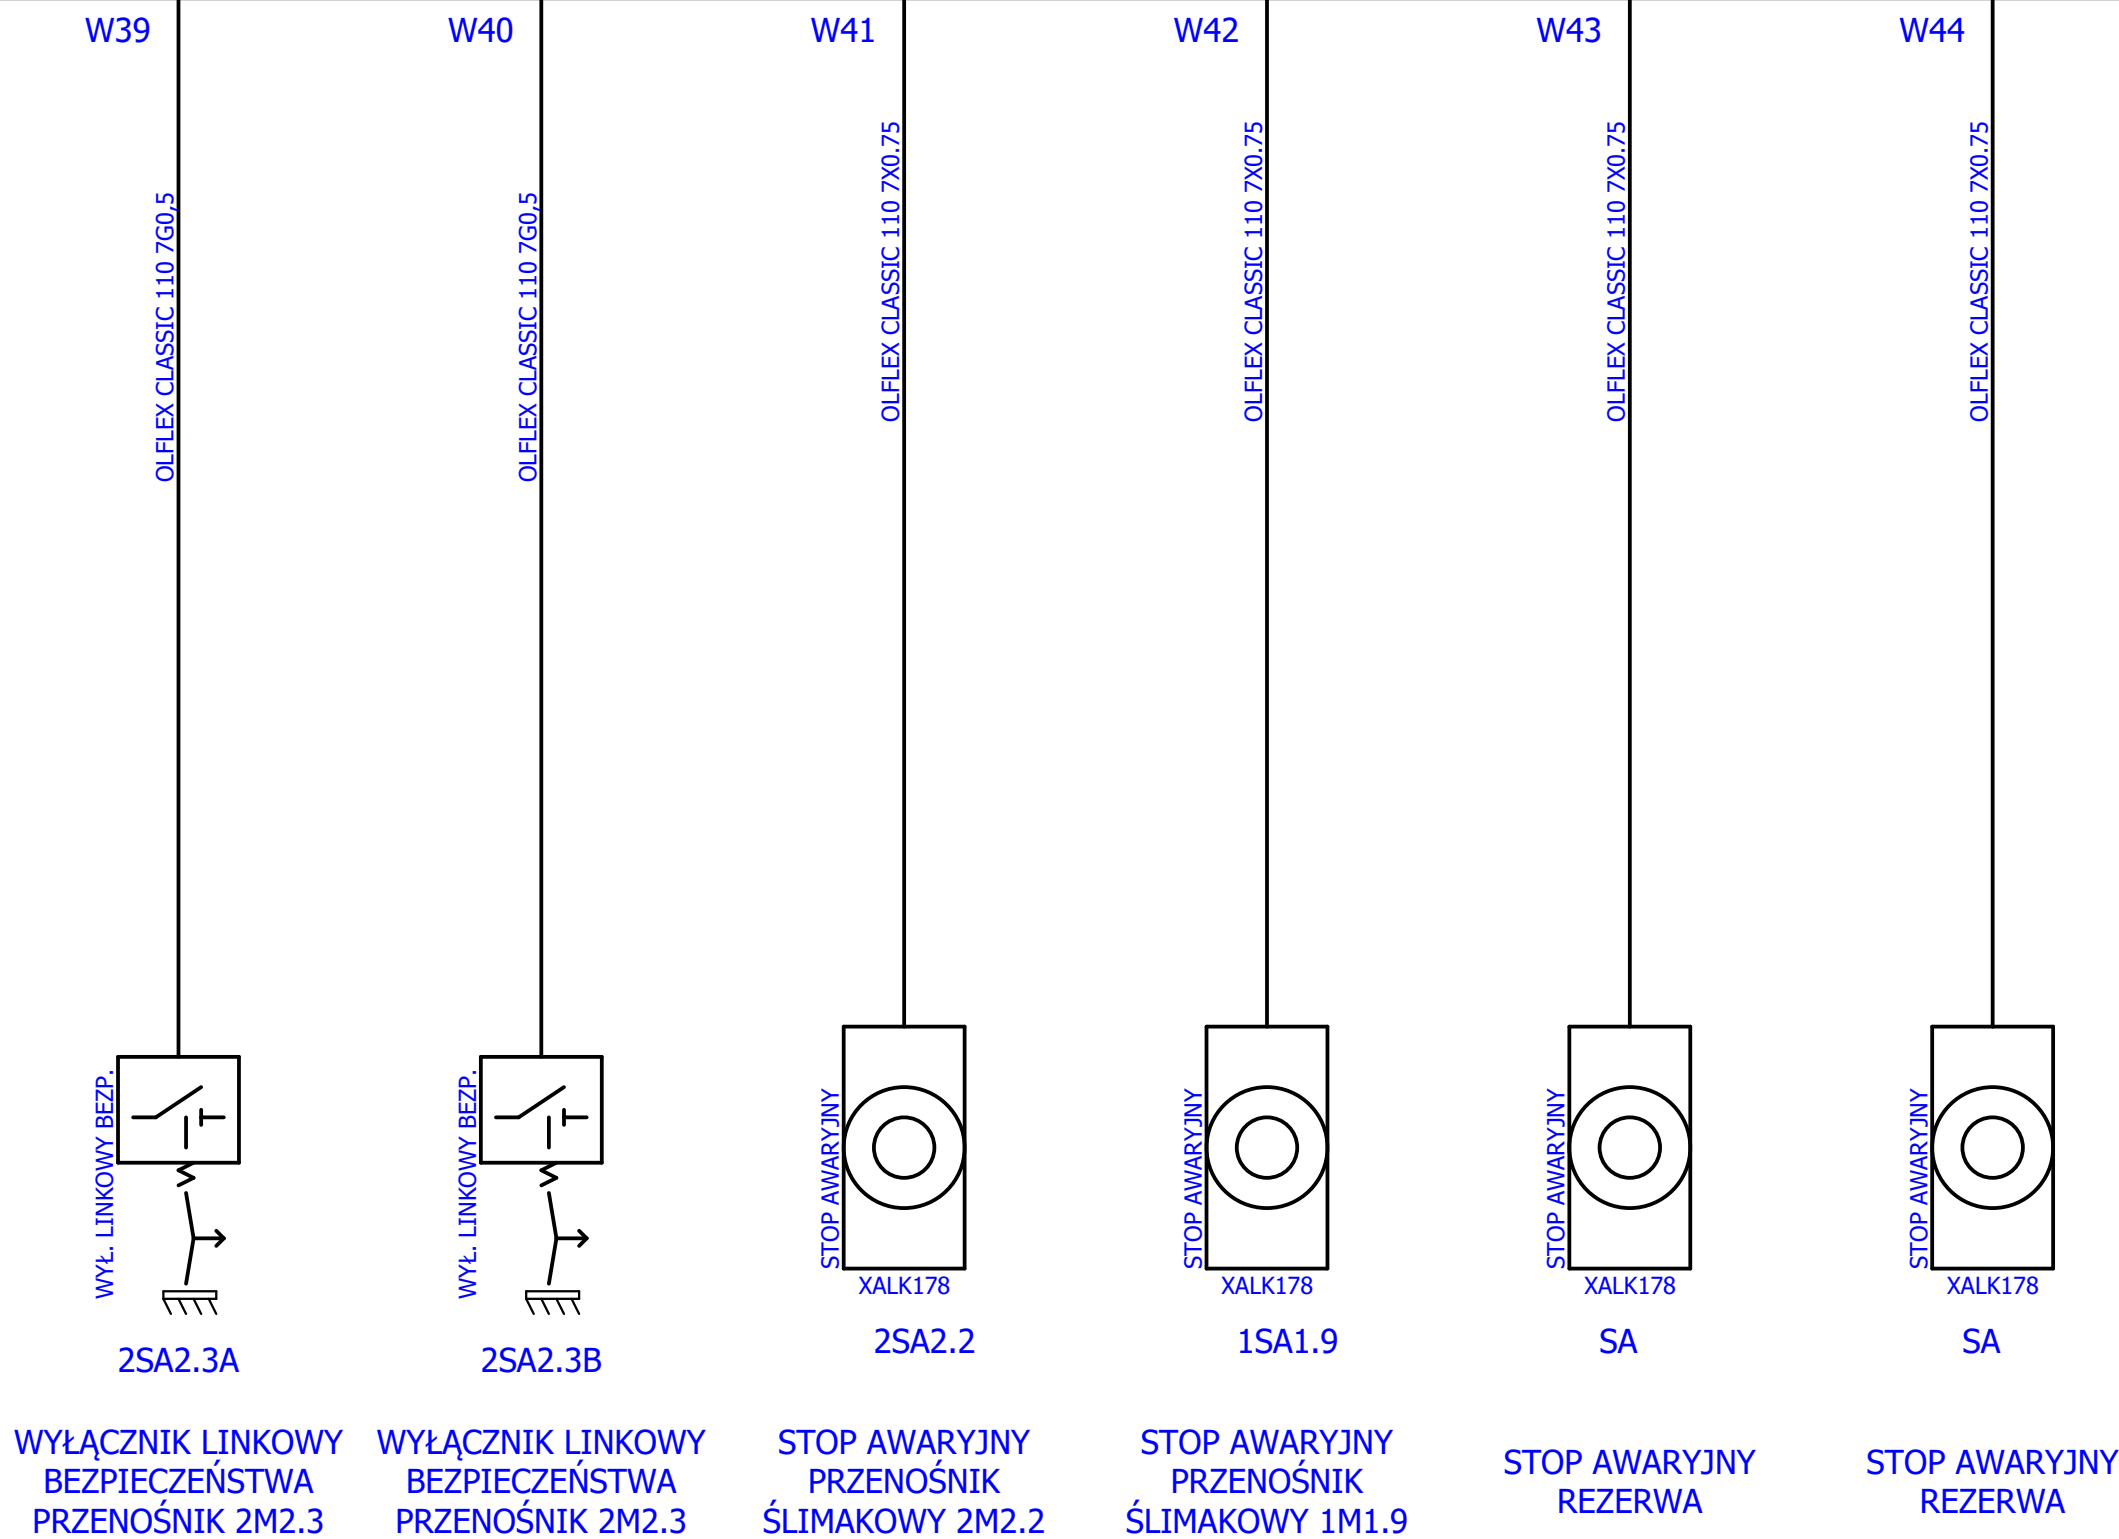 W39
W40
W41
W42
W43
W44
OLFLEX CLASSIC 110 7G0,5
OLFLEX CLASSIC 110 7G0,5
OLFLEX CLASSIC 110 7X0.75
OLFLEX CLASSIC 110 7X0.75
OLFLEX CLASSIC 110 7X0.75
OLFLEX CLASSIC 110 7X0.75
WYŁ. LINKOWY BEZP.
WYŁ. LINKOWY BEZP.
STOP AWARYJNY
STOP AWARYJNY
STOP AWARYJNY
STOP AWARYJNY
XALK178
XALK178
XALK178
XALK178
2SA2.3A
2SA2.3B
2SA2.2
1SA1.9
SA
SA
WYŁĄCZNIK LINKOWY
BEZPIECZEŃSTWA
PRZENOŚNIK 2M2.3
WYŁĄCZNIK LINKOWY
BEZPIECZEŃSTWA
PRZENOŚNIK 2M2.3
STOP AWARYJNY
PRZENOŚNIK
ŚLIMAKOWY 2M2.2
STOP AWARYJNY
PRZENOŚNIK
ŚLIMAKOWY 1M1.9
STOP AWARYJNY
REZERWA
STOP AWARYJNY
REZERWA